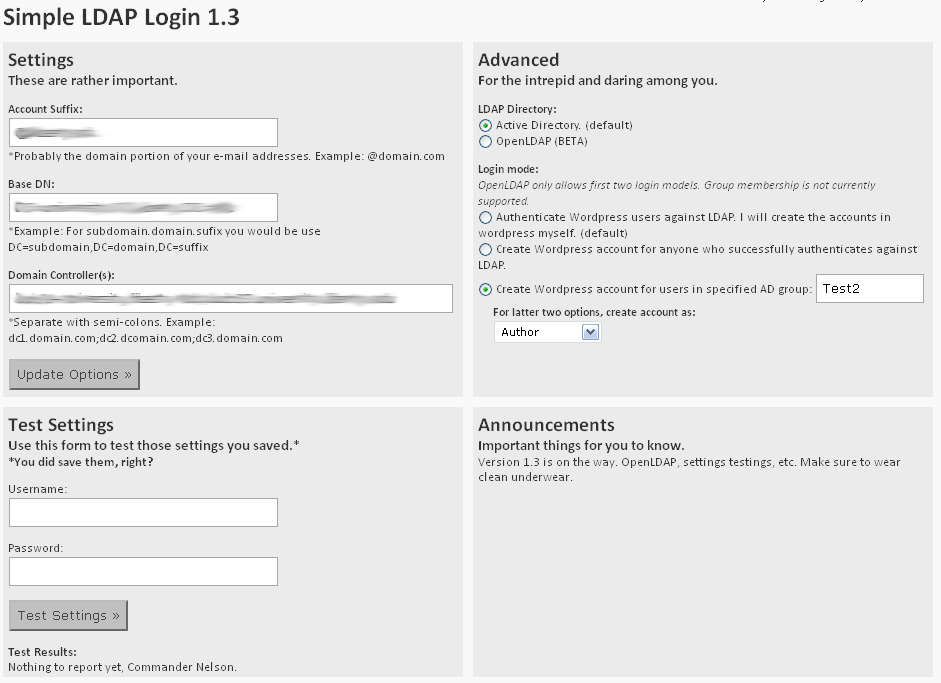 Simple LDAP Login 1.3
Settings
These are rather important.
Account Suffix:
*Probably the domain portion of your e-mail addresses. Example: @domain.com
Base DN:
*Example: For subdomain.domain.sufix you would be use
DC=subdomain,DC=domain,DC=suffix
Domain Controller(s):
*Separate with semi-colons. Example:
dc1.domain.com;dc2.dcomain.com;dc3.domain.com
Update Options »
Advanced
For the intrepid and daring among you.
LDAP Directory:
Active Directory. (default)
OpenLDAP (BETA)
Login mode:
OpenLDAP only allows first two login models. Group membership is not currently
supported.
Authenticate Wordpress users against LDAP. I will create the accounts in
wordpress myself. (default)
Create Wordpress account for anyone who successfully authenticates against
LDAP.
Create Wordpress account for users in specified AD group: Test2
For latter two options, create account as:
Author
Test Settings
Use this form to test those settings you saved.*
*You did save them, right?
Username:
Password:
Test Settings »
Test Results:
Nothing to report yet, Commander Nelson.
Announcements
Important things for you to know.
Version 1.3 is on the way. OpenLDAP, settings testings, etc. Make sure to wear
clean underwear.